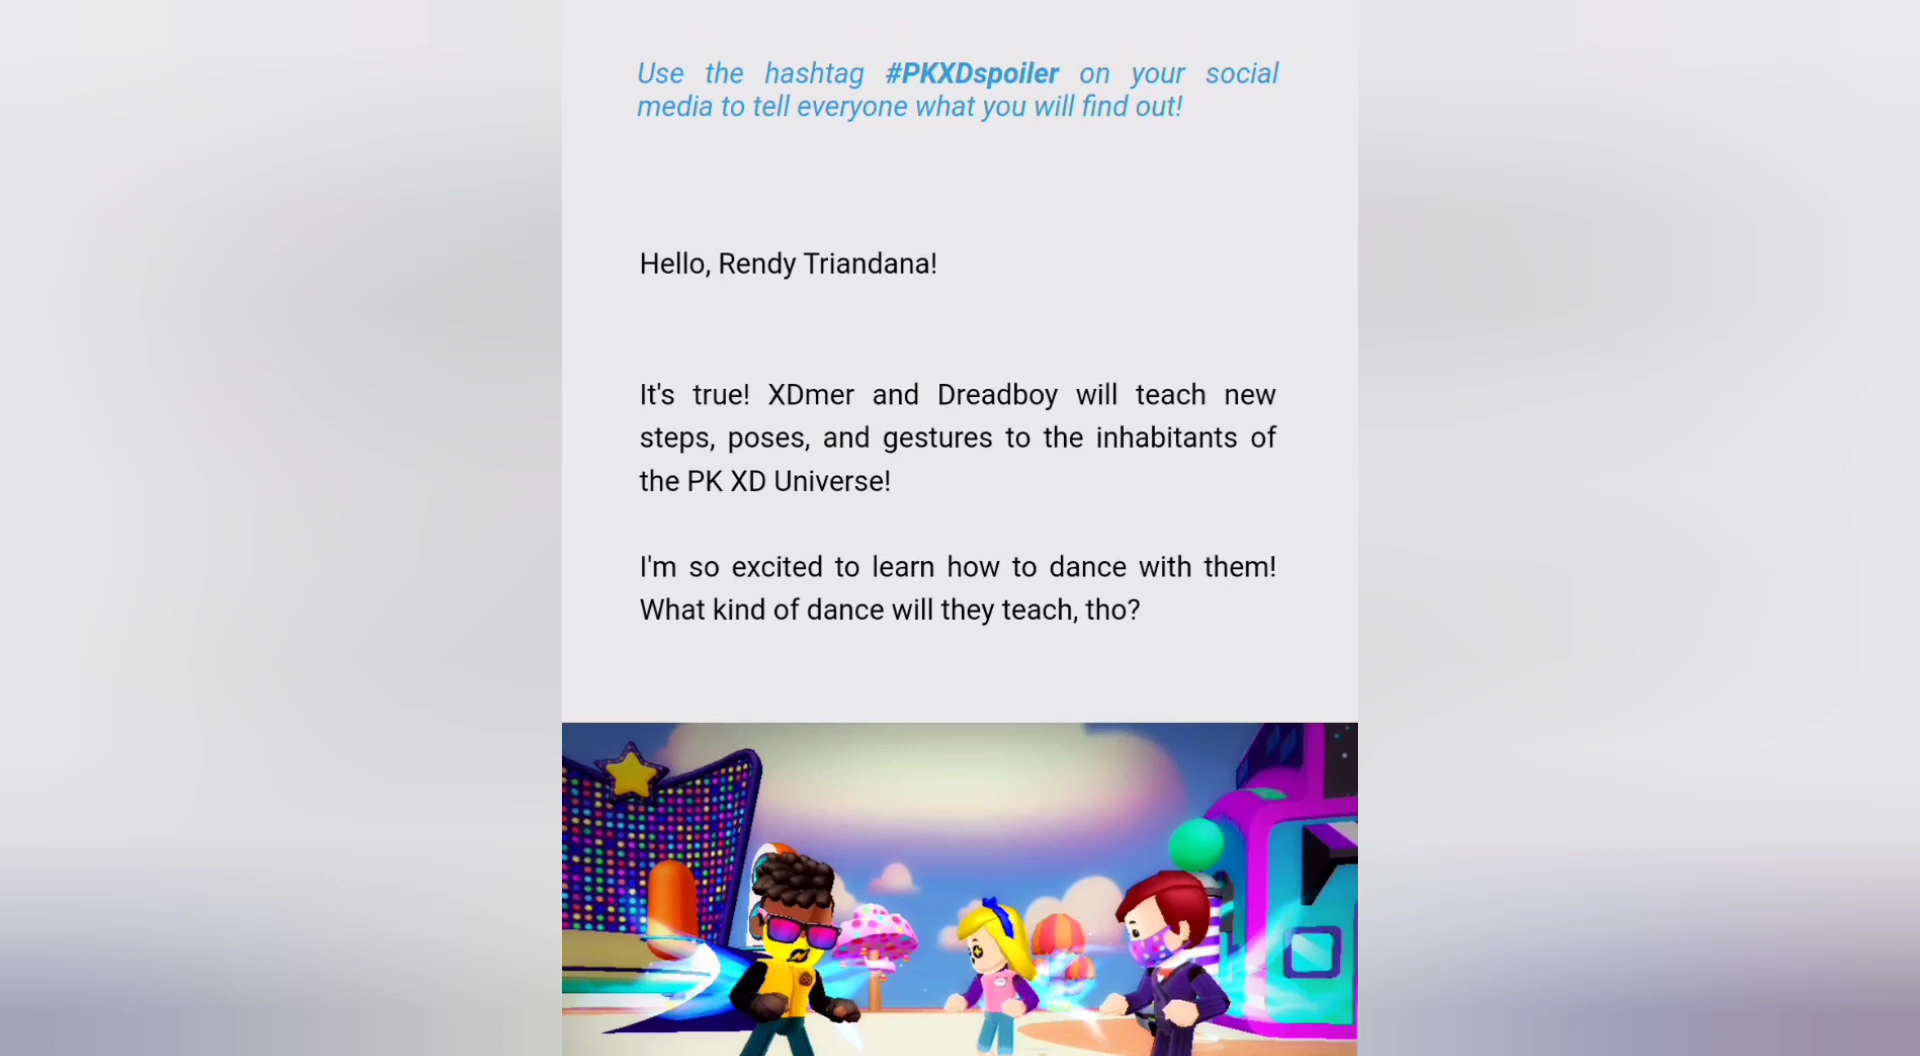 Use the hashtag #PKXDspoiler on your social
media to tell everyone what you will find out!
Hello, Rendy Triandana!
It's true! XDmer and Dreadboy will teach new
steps, poses, and gestures to the inhabitants of
the PK XD Universe!
I'm so excited to learn how to dance with them!
What kind of dance will they teach, tho?